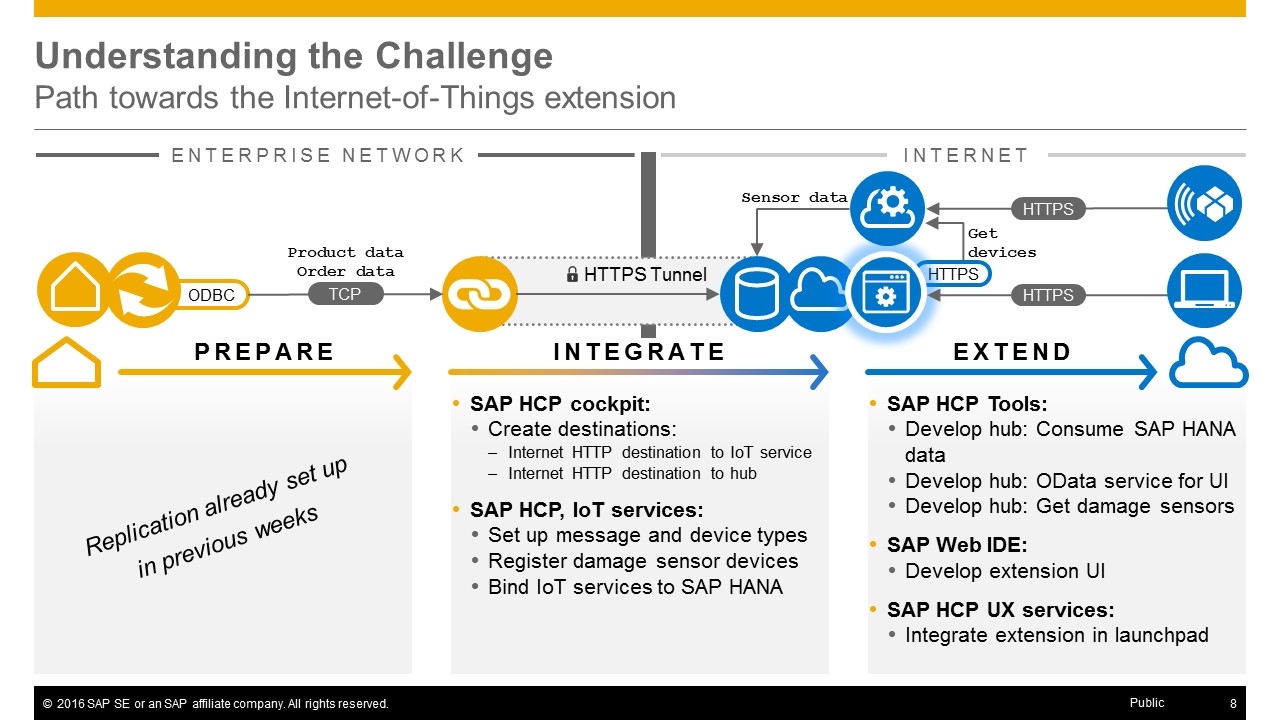 Understanding the Challenge
Path towards the Internet-of-Things extension
ENTERPRISE NETWORK
INTERNET
Sensor data
HTTPS
Get
devices
Product data
Order data
HTTPS Tunnel
HTTPS
ODBC
TCP
HTTPS
PREPARE
INTEGRATE
EXTEND
Replication already set up
in previous weeks
• SAP HCP cockpit:
• Create destinations:
– Internet HTTP destination to IoT service
– Internet HTTP destination to hub
• SAP HCP, IoT services:
• Set up message and device types
• Register damage sensor devices
• Bind IoT services to SAP HANA
• SAP HCP Tools:
• Develop hub: Consume SAP HANA
data
• Develop hub: OData service for UI
• Develop hub: Get damage sensors
• SAP Web IDE:
• Develop extension UI
• SAP HCP UX services:
• Integrate extension in launchpad
© 2016 SAP SE or an SAP affiliate company. All rights reserved.
Public
8